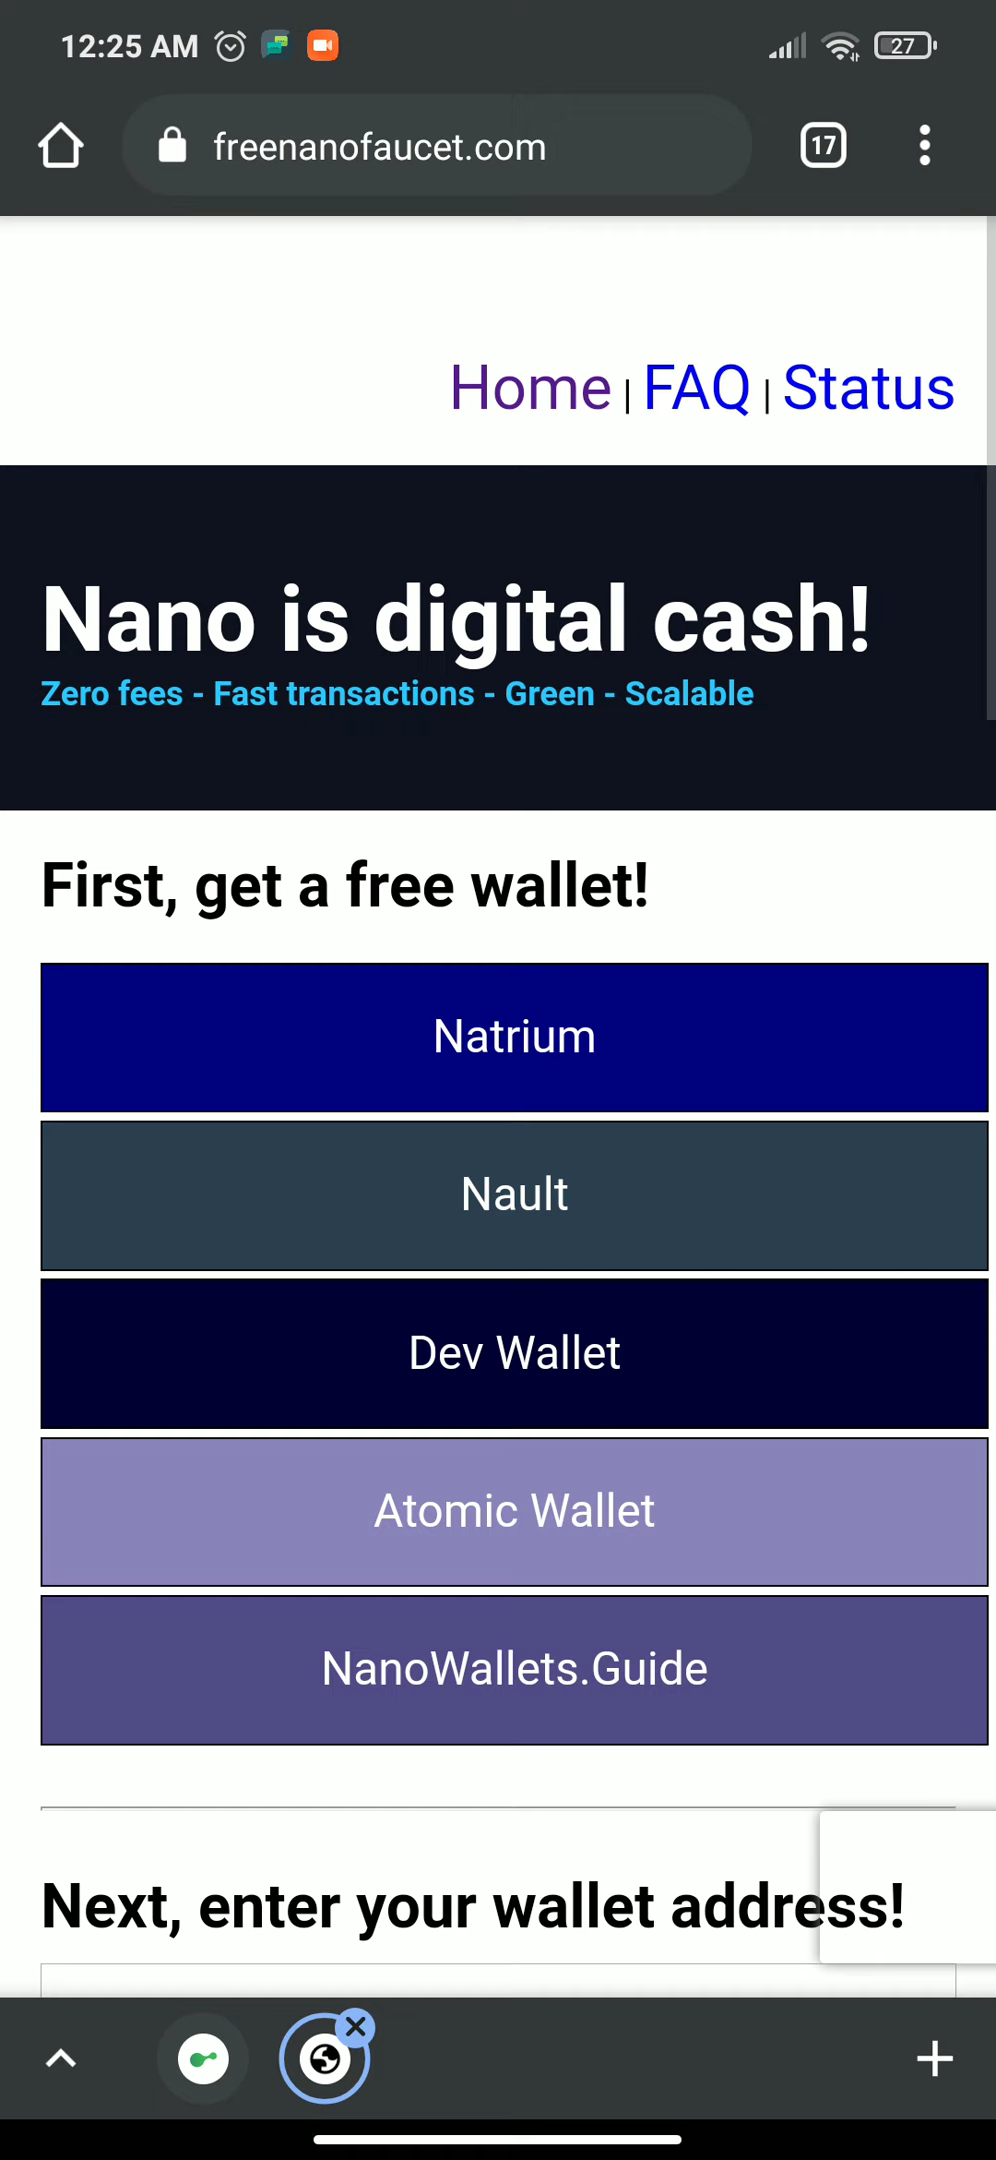 12:25 AM 27
freenanofaucet.com 17
Home | FAQ | Status
Nano is digital cash!
Zero fees - Fast transactions - Green - Scalable
First, get a free wallet!
Natrium
Nault
Dev Wallet
Atomic Wallet
NanoWallets.Guide
Next, enter your wallet address!